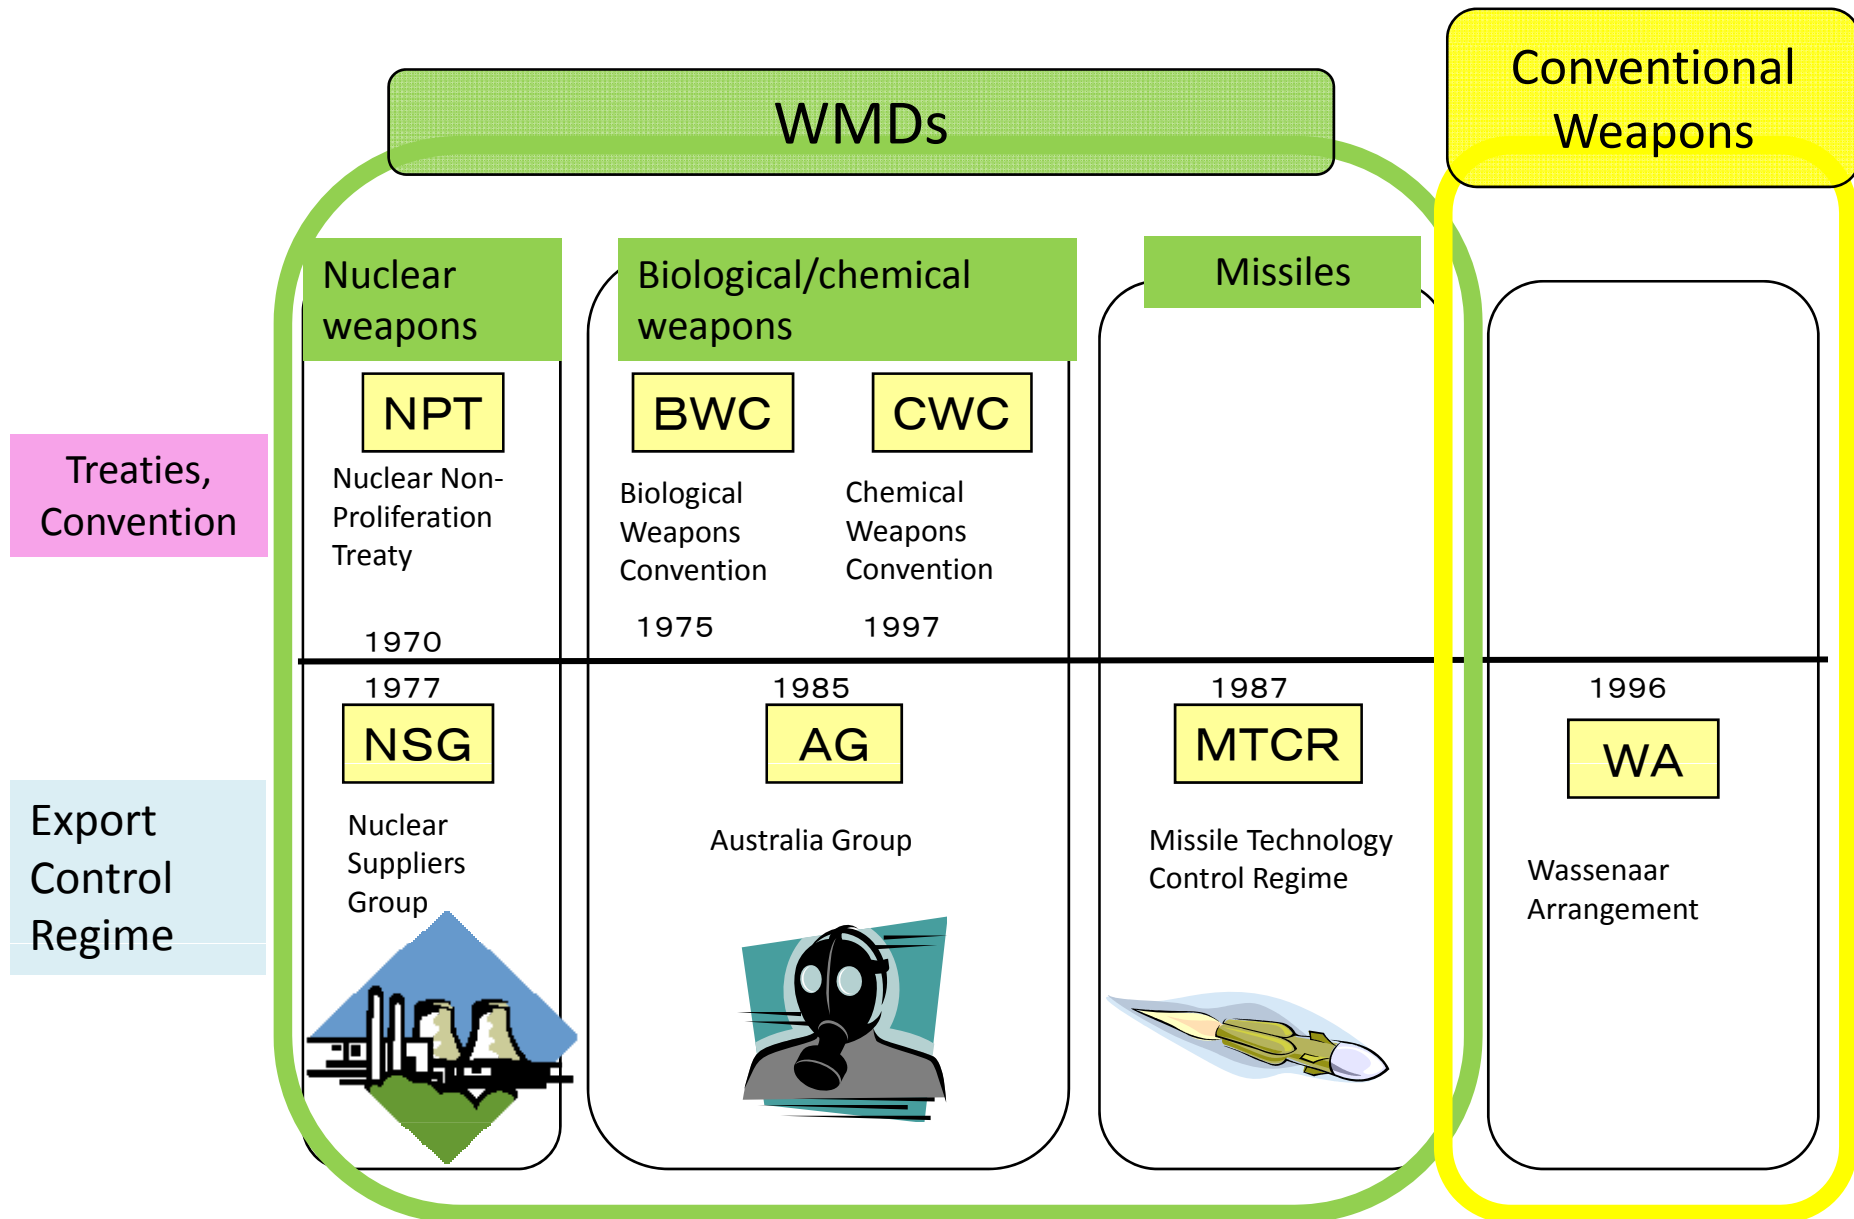 WMDs
Conventional
Weapons
Nuclear
weapons
Biological/chemical
weapons
Missiles
Treaties,
Convention
NPT
Nuclear Non-
Proliferation
Treaty
1970
BWC
Biological
Weapons
Convention
1975
CWC
Chemical
Weapons
Convention
1997
Export
Control
Regime
1977
NSG
Nuclear
Suppliers
Group
1985
AG
Australia Group
1987
MTCR
Missile Technology
Control Regime
1996
WA
Wassenaar
Arrangement